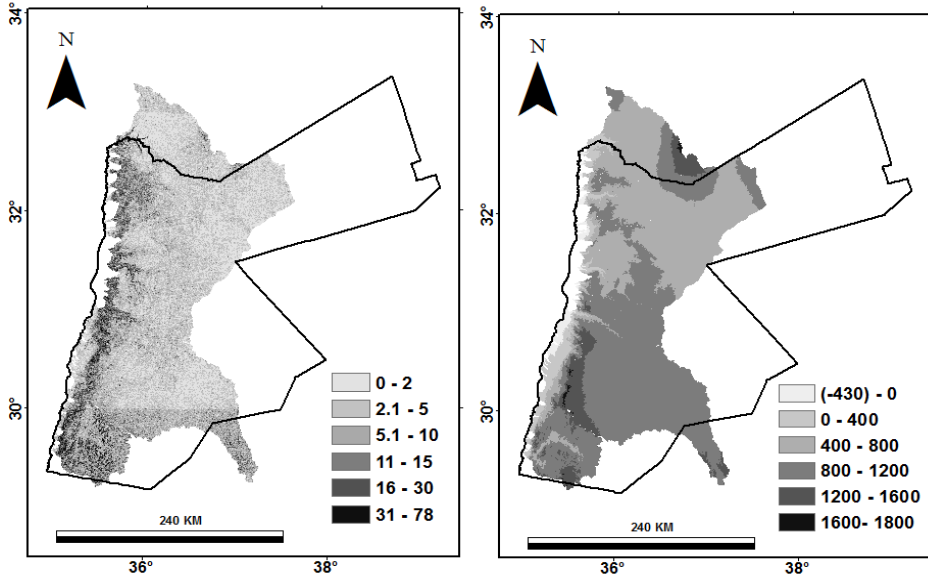 34°
N
32°
30°
0 - 2
2.1 - 5
5.1 - 10
11 - 15
16 - 30
31 - 78
240 KM
36°
38°
34°
N
32°
30°
(-430) - 0
0 - 400
400 - 800
800 - 1200
1200 - 1600
1600- 1800
240 KM
36°
38°